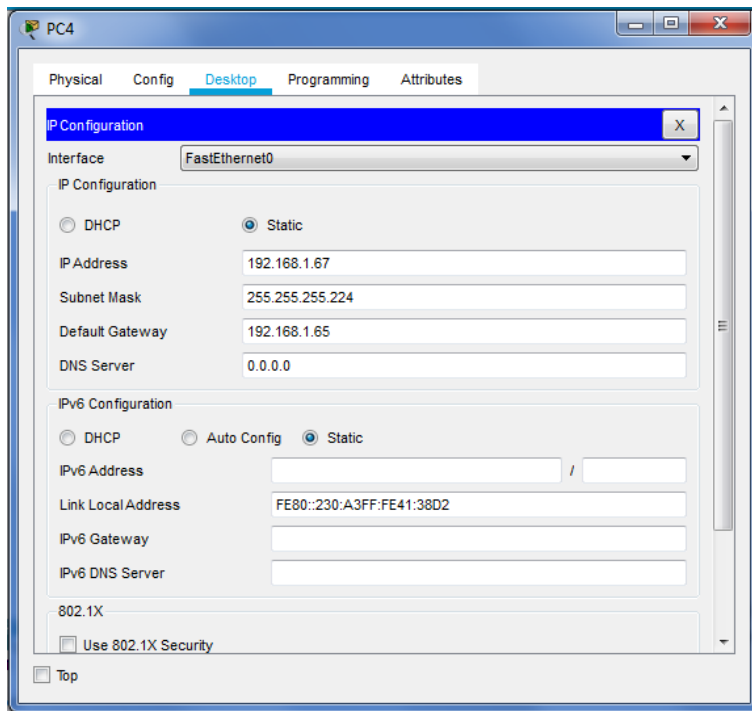 PC4
Physical Config Desktop Programming Attributes
IP Configuration X
Interface FastEthernet0
IP Configuration
DHCP Static
IP Address 192.168.1.67
Subnet Mask 255.255.255.224
Default Gateway 192.168.1.65
DNS Server 0.0.0.0
IPv6 Configuration
DHCP Auto Config Static
IPv6 Address /
Link Local Address FE80::230:A3FF:FE41:38D2
IPv6 Gateway
IPv6 DNS Server
802.1X
Use 802.1X Security
Top